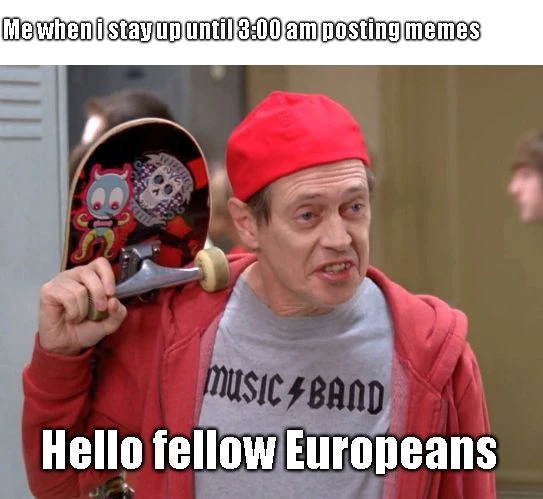 Me when i stay up until 3:00 am posting memes
MUSIC⚡BAND
Hello fellow Europeans